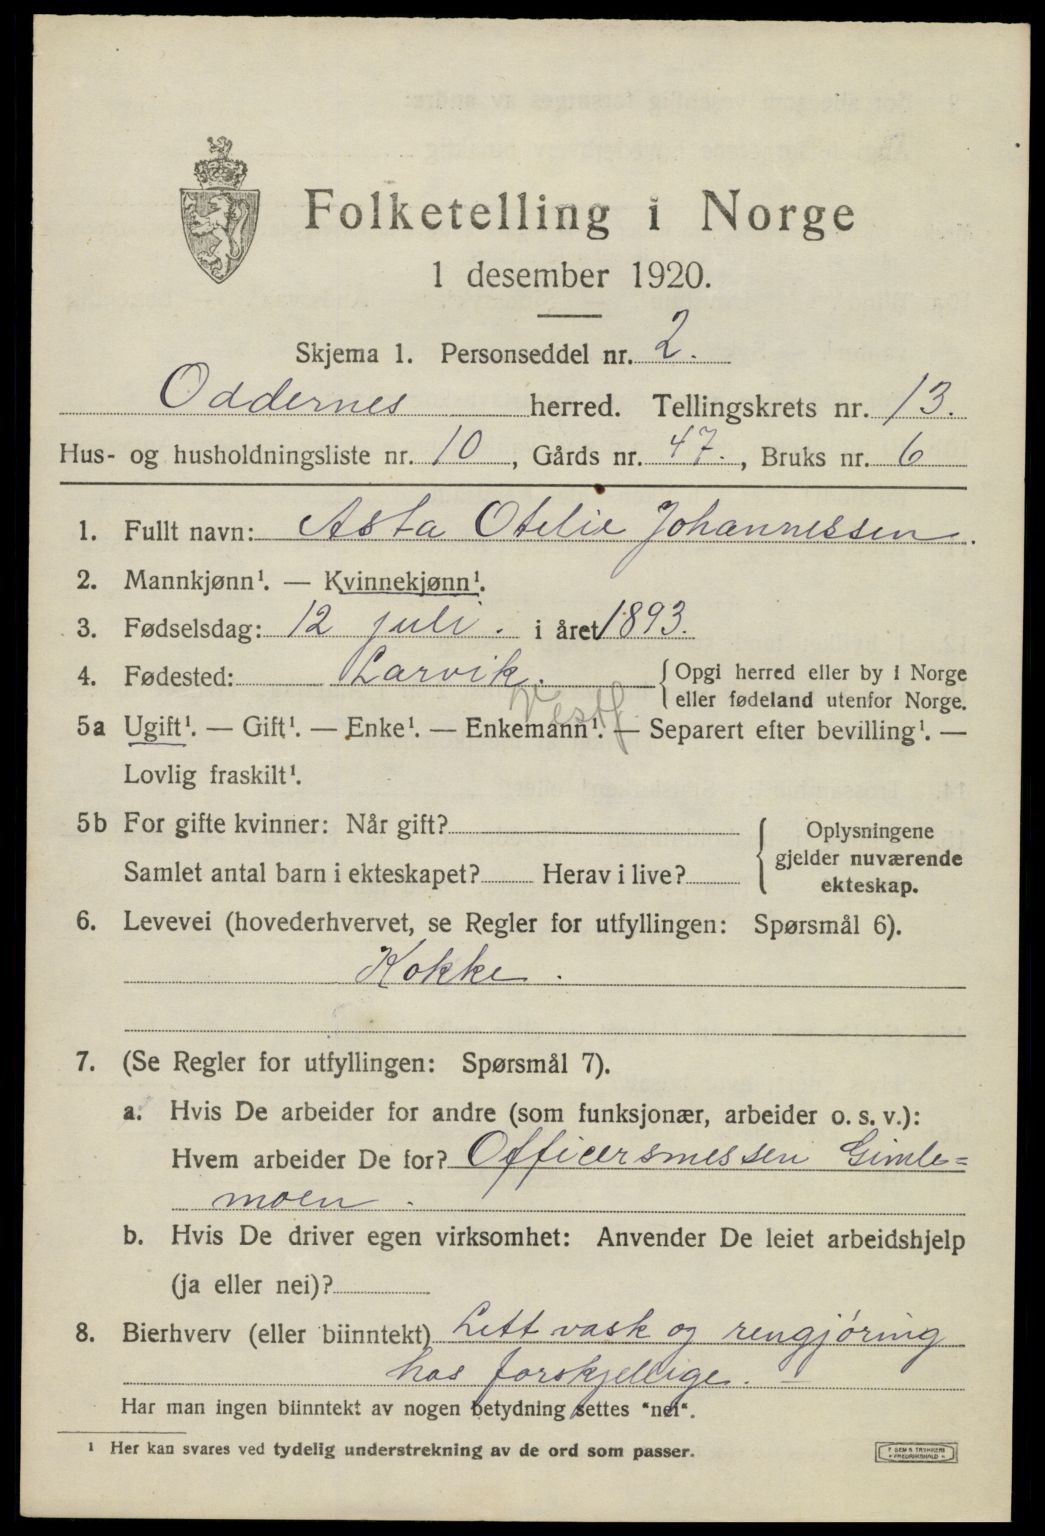 Folketelling i Norge
1 desember 1920.
Skjema 1. Personseddel nr. 2.
Oddernes herred. Tellingskrets nr. 13.
Hus- og husholdningsliste nr. 10, Gårds nr. 47., Bruks nr. 6
1. Fullt navn: Asta Otelie Johannessen.
2. Mannkjønn¹. — Kvinnekjønn¹.
3. Fødselsdag: 12 juli. i året 1893.
4. Fødested: Larvik. { Opgi herred eller by i Norge
eller fødeland utenfor Norge.
Vestf
5a Ugift¹. — Gift¹. — Enke¹. — Enkemann¹. — Separert efter bevilling¹. —
Lovlig fraskilt¹.
5b For gifte kvinner: Når gift?
Samlet antal barn i ekteskapet? Herav i live?
{ Oplysningene
gjelder nuværende
ekteskap.
6. Levevei (hovederhvervet, se Regler for utfyllingen: Spørsmål 6).
Kokke.
7. (Se Regler for utfyllingen: Spørsmål 7).
a. Hvis De arbeider for andre (som funksjonær, arbeider o. s. v.):
Hvem arbeider De for? Officersmessen Gimle=
moen.
b. Hvis De driver egen virksomhet: Anvender De leiet arbeidshjelp
(ja eller nei)?
8. Bierhverv (eller biinntekt) Lett vask og rengjøring
hos forskjellige. —
Har man ingen biinntekt av nogen betydning settes "nei".
¹ Her kan svares ved tydelig understrekning av de ord som passer.